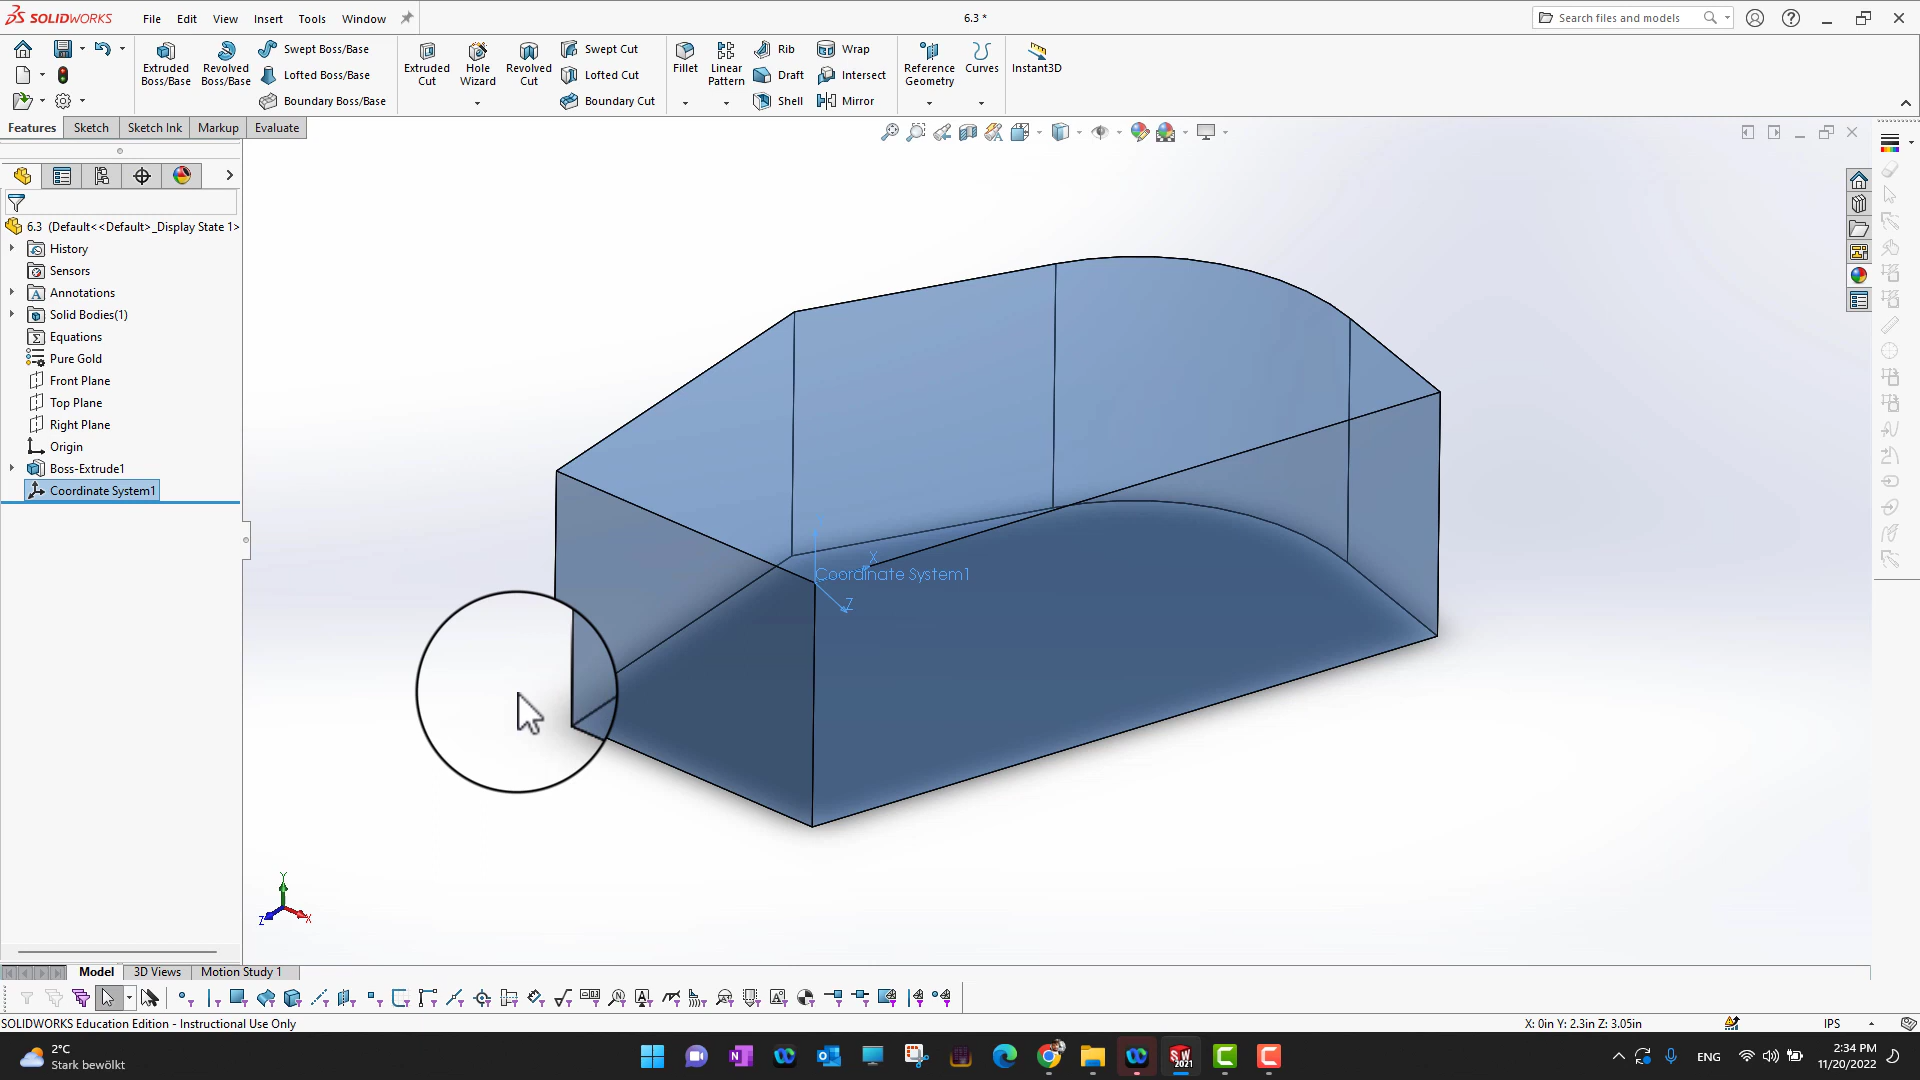 SOLIDWORKS File Edit View Insert Tools Window 6.3 * Search files and models
Extruded Boss/Base
Revolved Boss/Base
Swept Boss/Base
Lofted Boss/Base
Boundary Boss/Base
Extruded Cut
Hole Wizard
Revolved Cut
Swept Cut
Lofted Cut
Boundary Cut
Fillet
Linear Pattern
Rib
Draft
Shell
Wrap
Intersect
Mirror
Reference Geometry
Curves
Instant3D
Features Sketch Sketch Ink Markup Evaluate
6.3 (Default<<Default>_Display State 1>
History
Sensors
Annotations
Solid Bodies(1)
Equations
Pure Gold
Front Plane
Top Plane
Right Plane
Origin
Boss-Extrude1
Coordinate System1
X
Coordinate System1
Z
Y
Z X
Model 3D Views Motion Study 1
SOLIDWORKS Education Edition - Instructional Use Only X: 0in Y: 2.3in Z: 3.05in IPS
2°C
Stark bewölkt
SW
2021
ENG
2:34 PM
11/20/2022